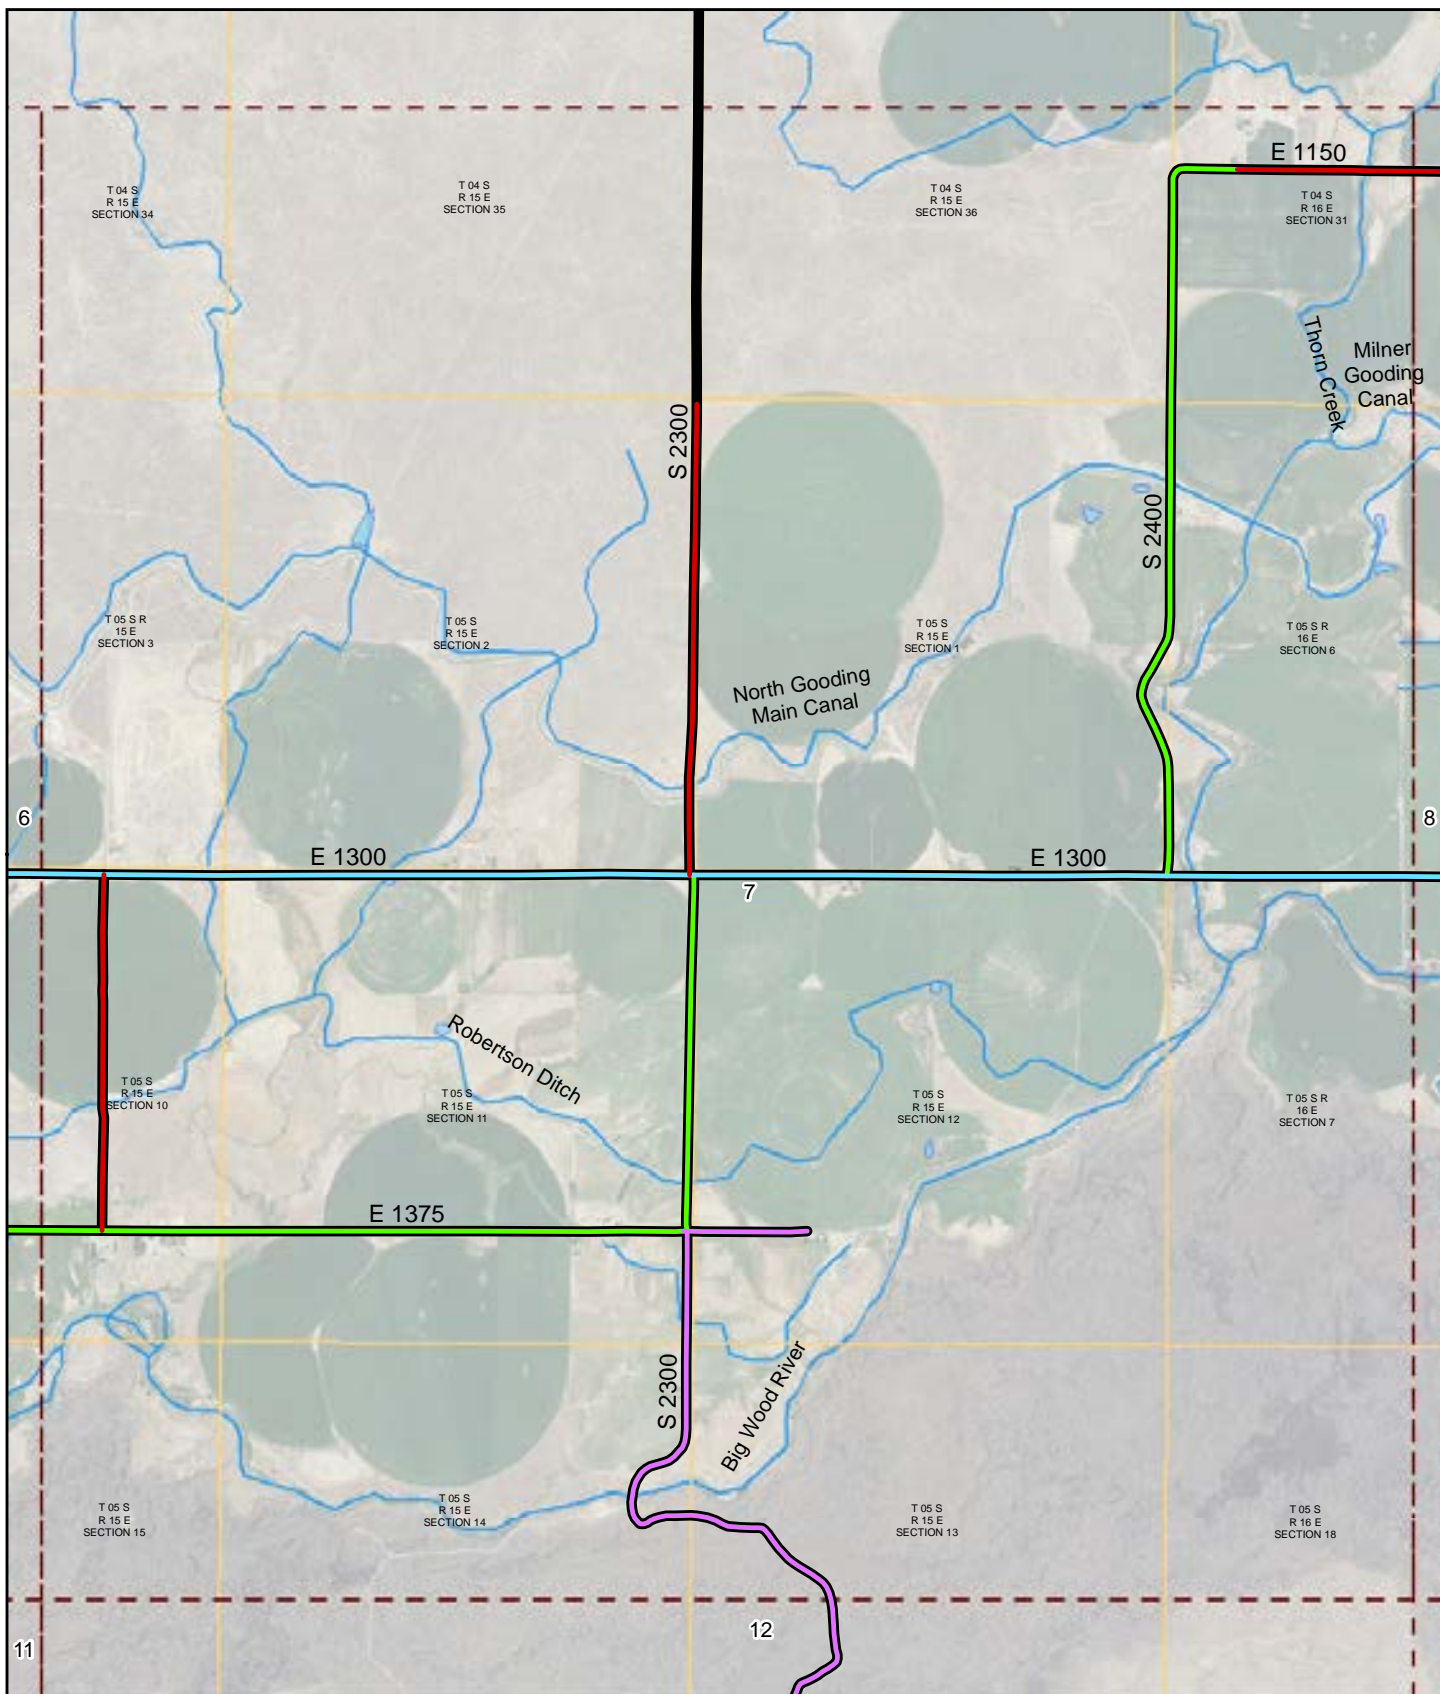 E 1150
T 04 S
R 15 E
SECTION 34
T 04 S
R 15 E
SECTION 35
T 04 S
R 15 E
SECTION 36
T 04 S
R 16 E
SECTION 31
Thorn Creek
Milner
Gooding
Canal
S 2300
S 2400
T 05 S R
15 E
SECTION 3
T 05 S
R 15 E
SECTION 2
T 05 S
R 15 E
SECTION 1
T 05 S R
16 E
SECTION 6
North Gooding
Main Canal
6
8
E 1300
E 1300
7
Robertson Ditch
T 05 S
R 15 E
SECTION 10
T 05 S
R 15 E
SECTION 11
T 05 S
R 15 E
SECTION 12
T 05 S R
16 E
SECTION 7
E 1375
S 2300
Big Wood River
T 05 S
R 15 E
SECTION 15
T 05 S
R 15 E
SECTION 14
T 05 S
R 15 E
SECTION 13
T 05 S
R 16 E
SECTION 18
11
12